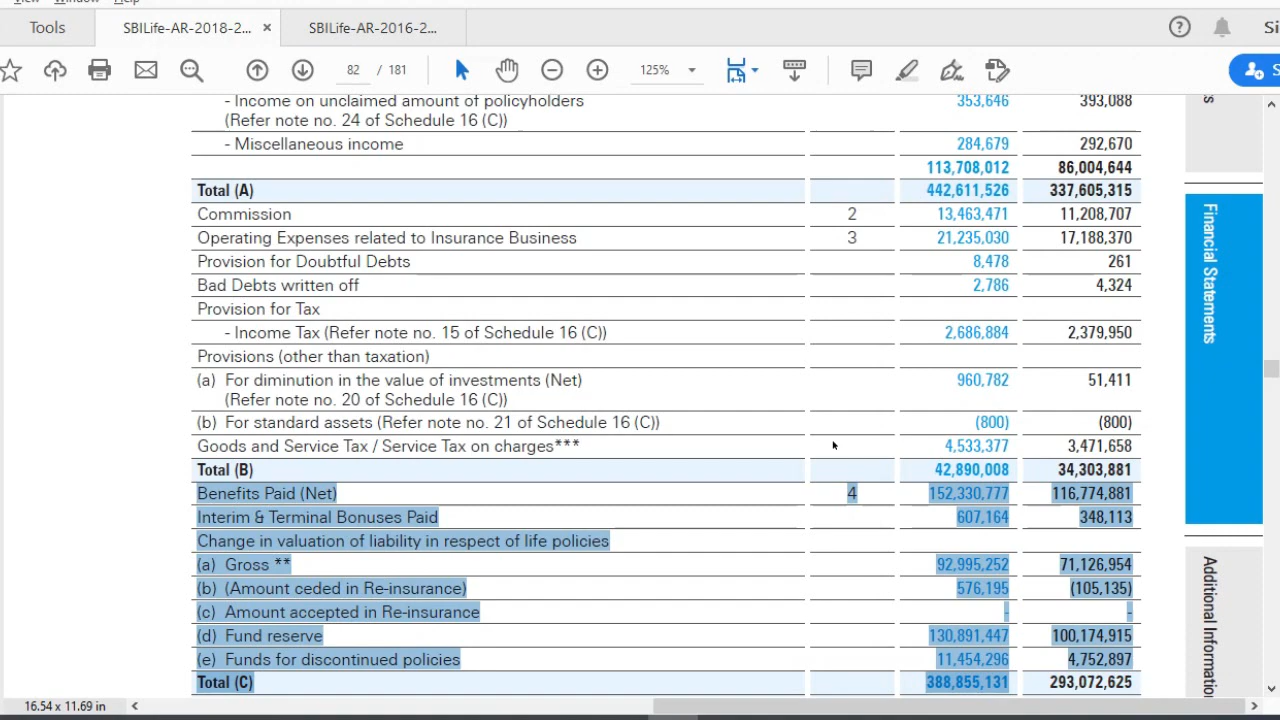 View Window Help
Tools SBILife-AR-2018-2... × SBILife-AR-2016-2... ? Si
82 / 181 125% S
- Income on unclaimed amount of policyholders 353,646 393,088
(Refer note no. 24 of Schedule 16 (C))
- Miscellaneous income 284,679 292,670
113,708,012 86,004,644
Total (A) 442,611,526 337,605,315
Commission 2 13,463,471 11,208,707
Operating Expenses related to Insurance Business 3 21,235,030 17,188,370
Provision for Doubtful Debts 8,478 261
Bad Debts written off 2,786 4,324
Provision for Tax
- Income Tax (Refer note no. 15 of Schedule 16 (C)) 2,686,884 2,379,950
Provisions (other than taxation)
(a) For diminution in the value of investments (Net) 960,782 51,411
(Refer note no. 20 of Schedule 16 (C))
(b) For standard assets (Refer note no. 21 of Schedule 16 (C)) (800) (800)
Goods and Service Tax / Service Tax on charges*** 4,533,377 3,471,658
Total (B) 42,890,008 34,303,881
Benefits Paid (Net) 4 152,330,777 116,774,881
Interim & Terminal Bonuses Paid 607,164 348,113
Change in valuation of liability in respect of life policies
(a) Gross ** 92,995,252 71,126,954
(b) (Amount ceded in Re-insurance) 576,195 (105,135)
(c) Amount accepted in Re-insurance - -
(d) Fund reserve 130,891,447 100,174,915
(e) Funds for discontinued policies 11,454,296 4,752,897
Total (C) 388,855,131 293,072,625
Financial Statements
Additional Informatio
16.54 x 11.69 in